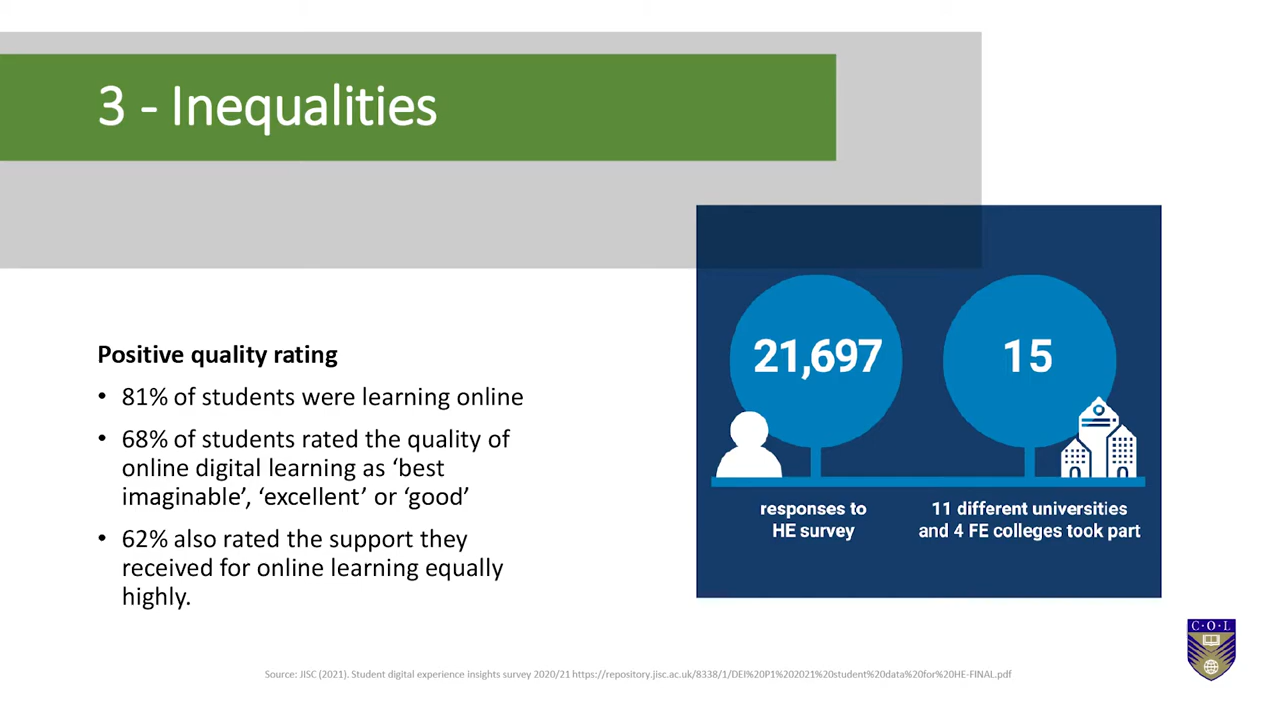 3 - Inequalities
Positive quality rating
• 81% of students were learning online
• 68% of students rated the quality of
online digital learning as ‘best
imaginable’, ‘excellent’ or ‘good’
• 62% also rated the support they
received for online learning equally
highly.
21,697
15
responses to
HE survey
11 different universities
and 4 FE colleges took part
C·O·L
Source: JISC (2021). Student digital experience insights survey 2020/21 https://repository.jisc.ac.uk/8338/1/DEI%20P1%202021%20student%20data%20for%20HE-FINAL.pdf